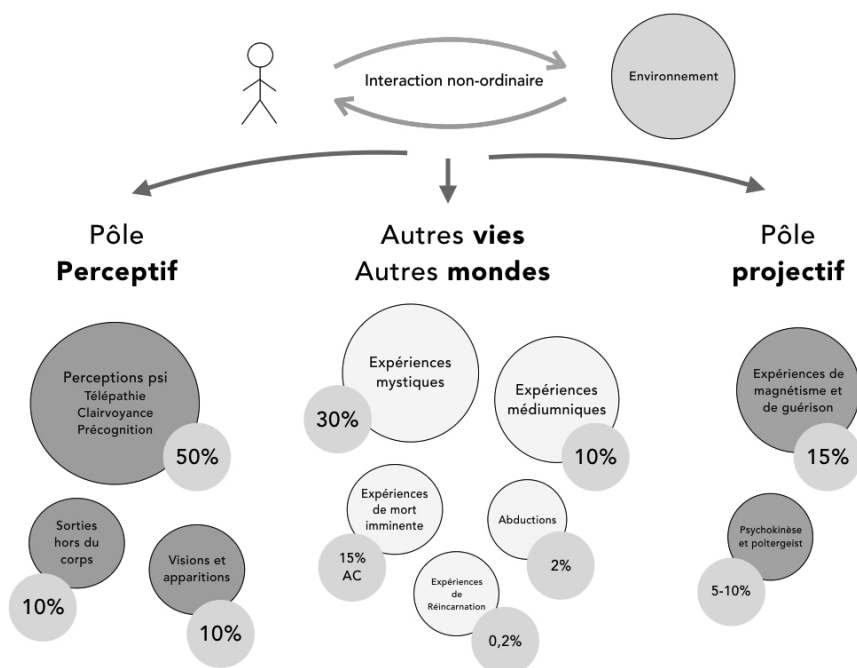 Interaction non-ordinaire
Environnement
Pôle
Perceptif
Autres vies
Autres mondes
Pôle
projectif
Perceptions psi
Télépathie
Clairvoyance
Précognition
50%
Sorties
hors du
corps
10%
Visions et
apparitions
10%
Expériences
mystiques
30%
Expériences
médiumniques
10%
Expériences
de mort
imminente
15%
AC
Abductions
2%
Expériences
de
Réincarnation
0,2%
Expériences de
magnétisme et
de guérison
15%
Psychokinèse
et poltergeist
5-10%